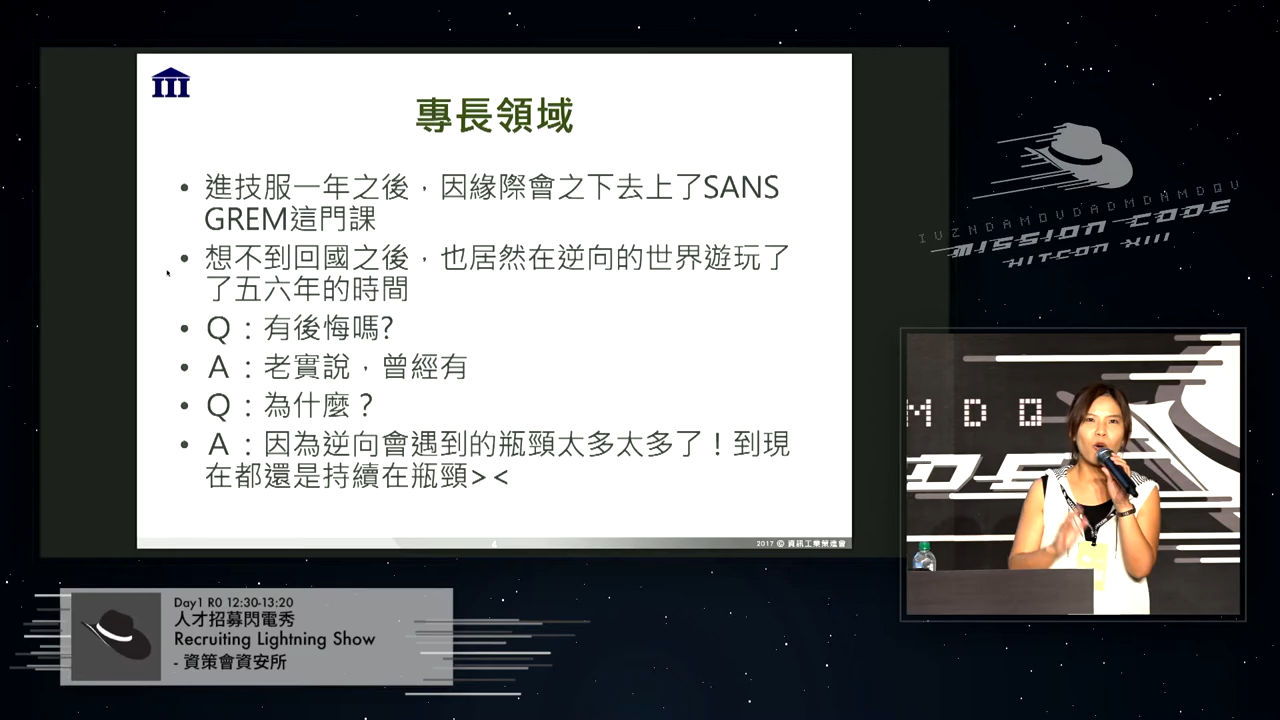 專長領域
• 進技服一年之後，因緣際會之下去上了SANS
GREM這門課
• 想不到回國之後，也居然在逆向的世界遊玩了
了五六年的時間
• Q：有後悔嗎?
• A：老實說，曾經有
• Q：為什麼？
• A：因為逆向會遇到的瓶頸太多太多了！到現
在都還是持續在瓶頸> <
4
2017 © 資訊工業策進會
IUZNDAMOVDADMDNMDQU
MISSION CODE
HITCON XIII
MDQ
DE
Day1 R0 12:30-13:20
人才招募閃電秀
Recruiting Lightning Show
- 資策會資安所